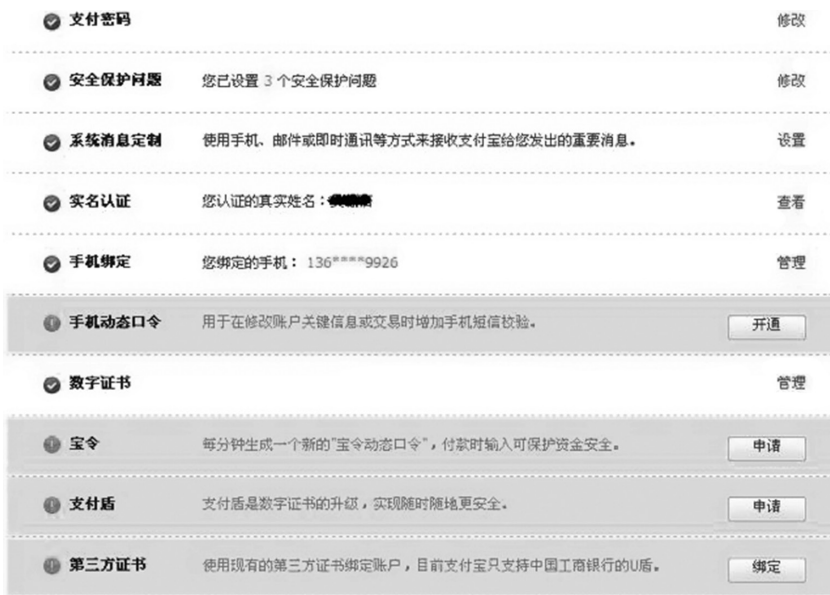 支付密码 修改
安全保护问题 您已设置 3 个安全保护问题 修改
系统消息定制 使用手机、邮件或即时通讯等方式来接收支付宝给您发出的重要消息。 设置
实名认证 您认证的真实姓名： 查看
手机绑定 您绑定的手机： 136****9926 管理
手机动态口令 用于在修改账户关键信息或交易时增加手机短信校验。 开通
数字证书 管理
宝令 每分钟生成一个新的"宝令动态口令"，付款时输入可保护资金安全。 申请
支付盾 支付盾是数字证书的升级，实现随时随地更安全。 申请
第三方证书 使用现有的第三方证书绑定账户，目前支付宝只支持中国工商银行的U盾。 绑定